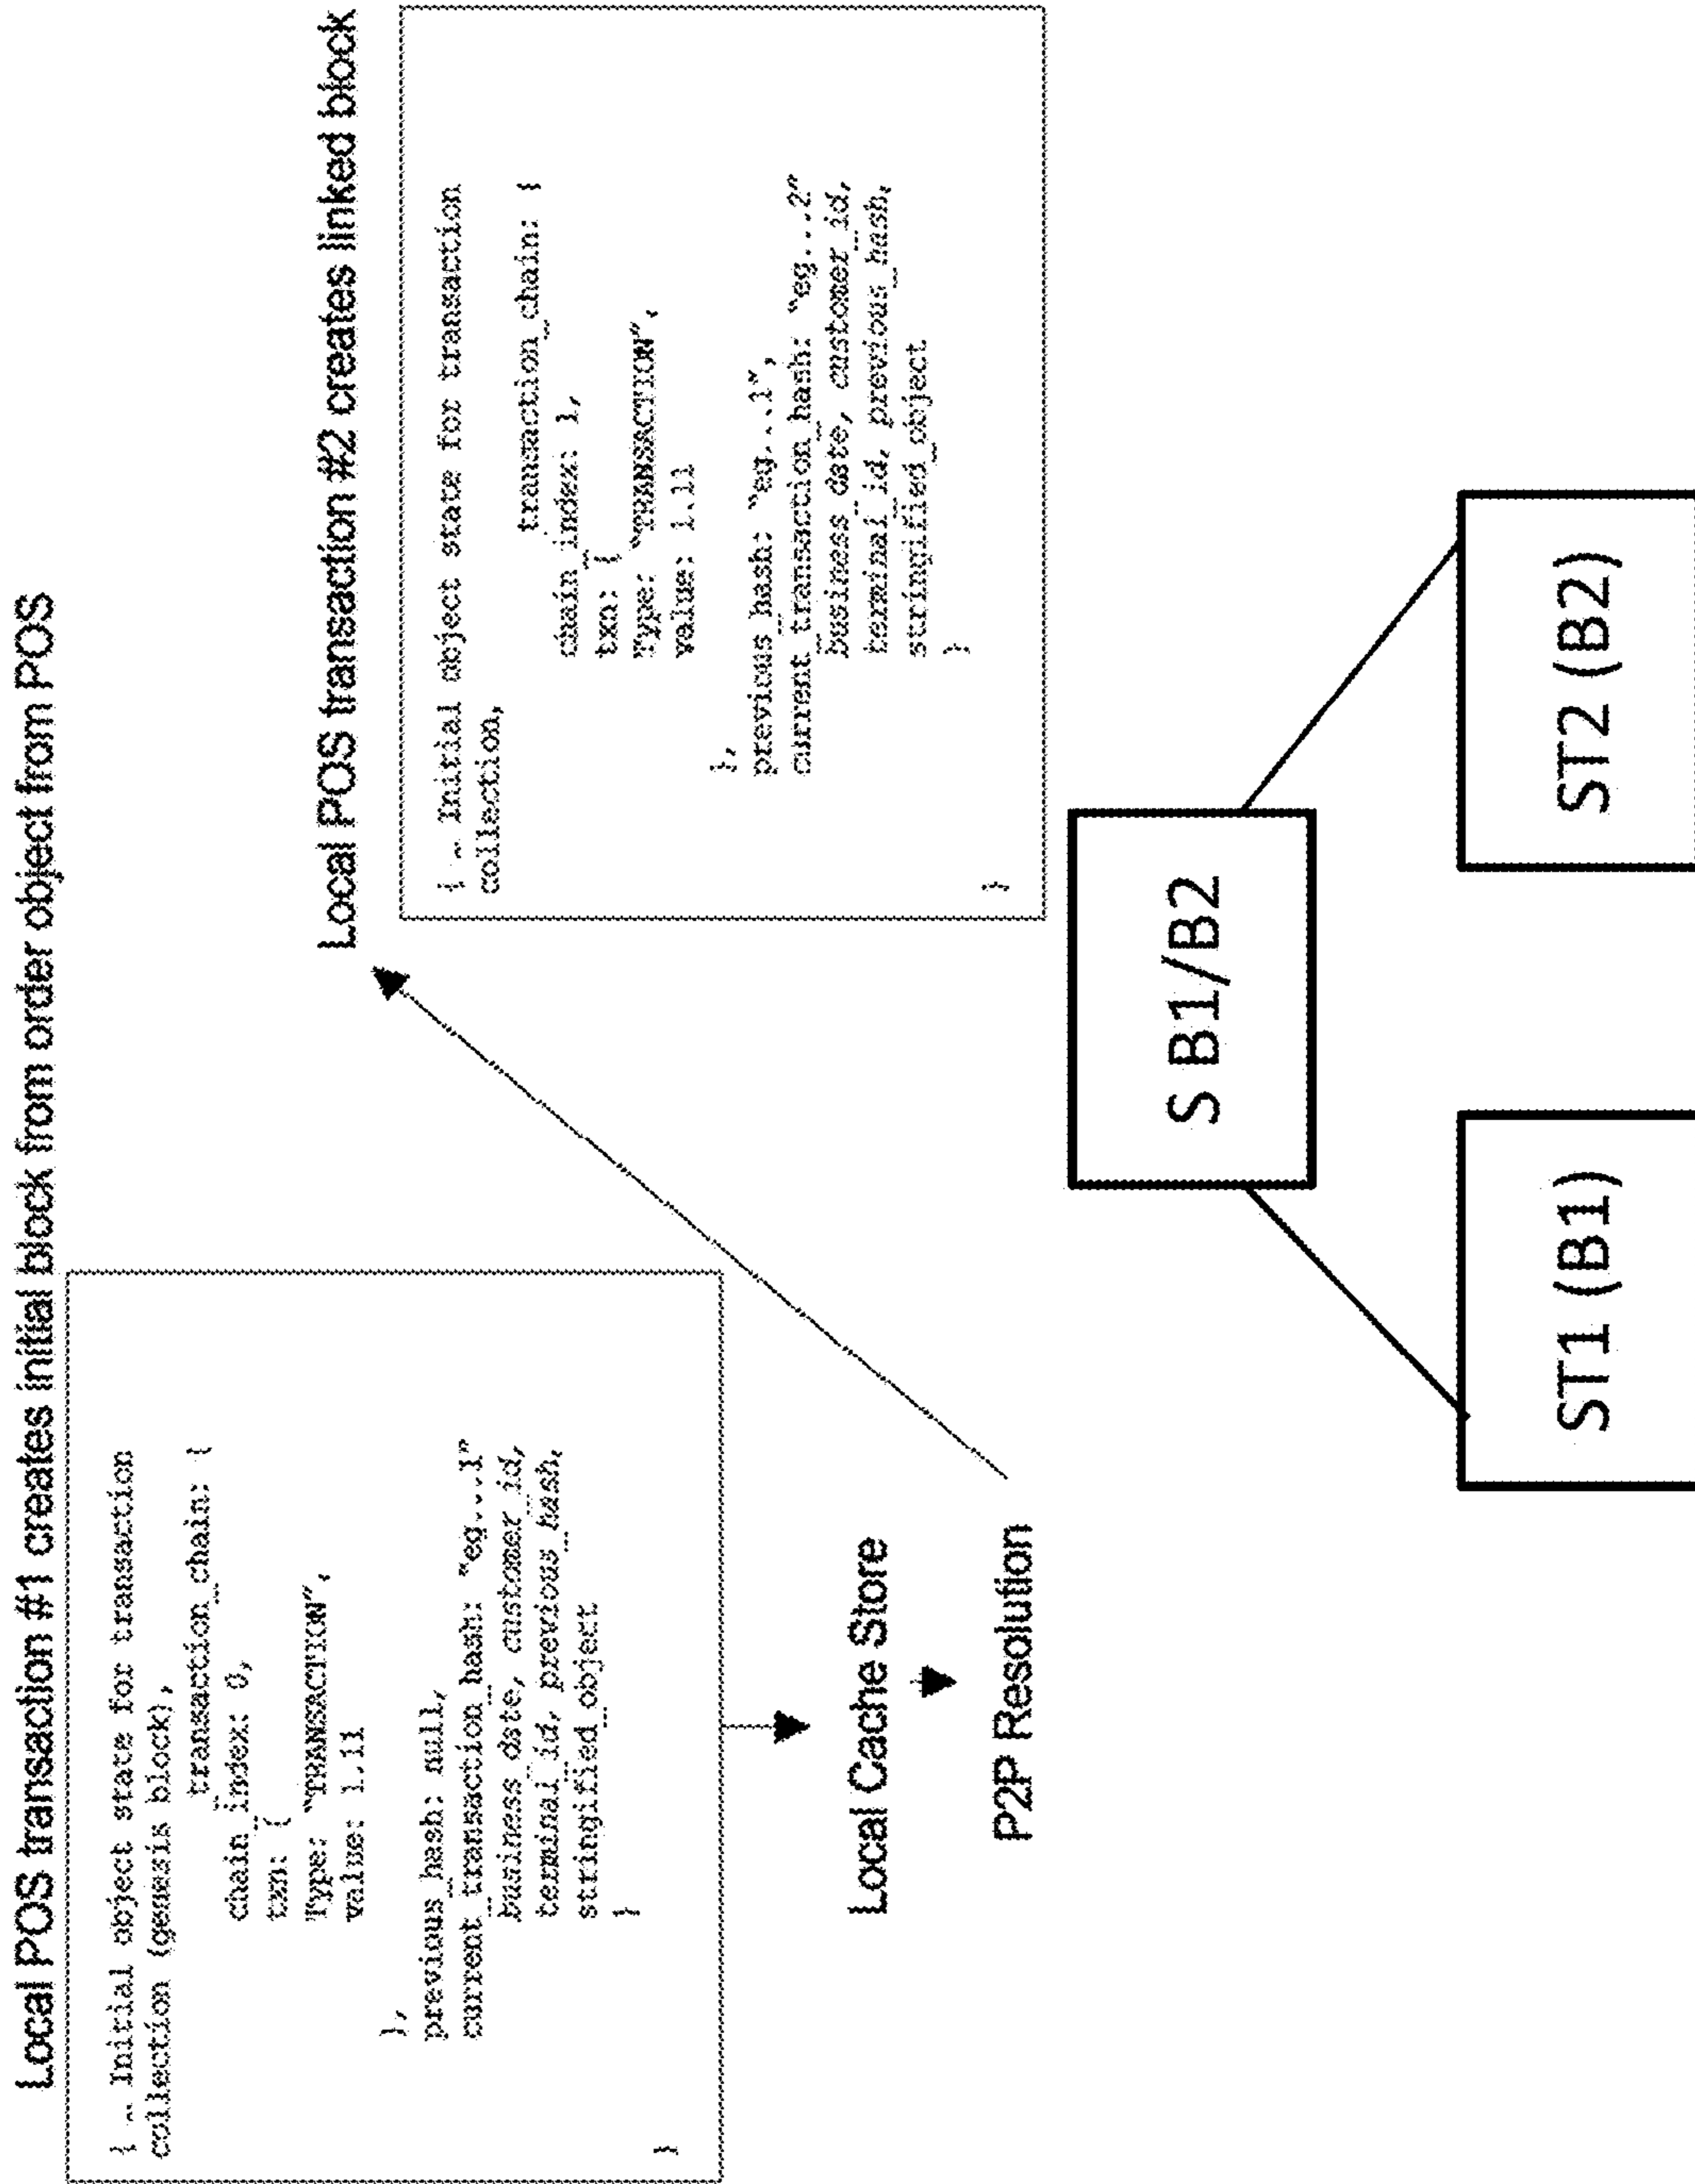 Local POS transaction #1 creates initial block from order object from POS
{ … Initial object state for transaction
collection (genesis block),
transaction_chain: {
chain_index: 0,
txn: {
Type: "TRANSACTION",
value: 1.11
},
previous_hash: null,
current_transaction_hash: "eg...1"
business_date, customer_id,
terminal_id, previous_hash,
stringified_object
}
}
Local Cache Store
P2P Resolution
Local POS transaction #2 creates linked block
{ … Initial object state for transaction
collection,
transaction_chain: {
chain_index: 1,
txn: {
Type: "TRANSACTION",
value: 1.11
},
previous_hash: "eg...1",
current_transaction_hash: "eg...2"
business_date, customer_id,
terminal_id, previous_hash,
stringified_object
}
}
S B1/B2
ST1 (B1)
ST2 (B2)